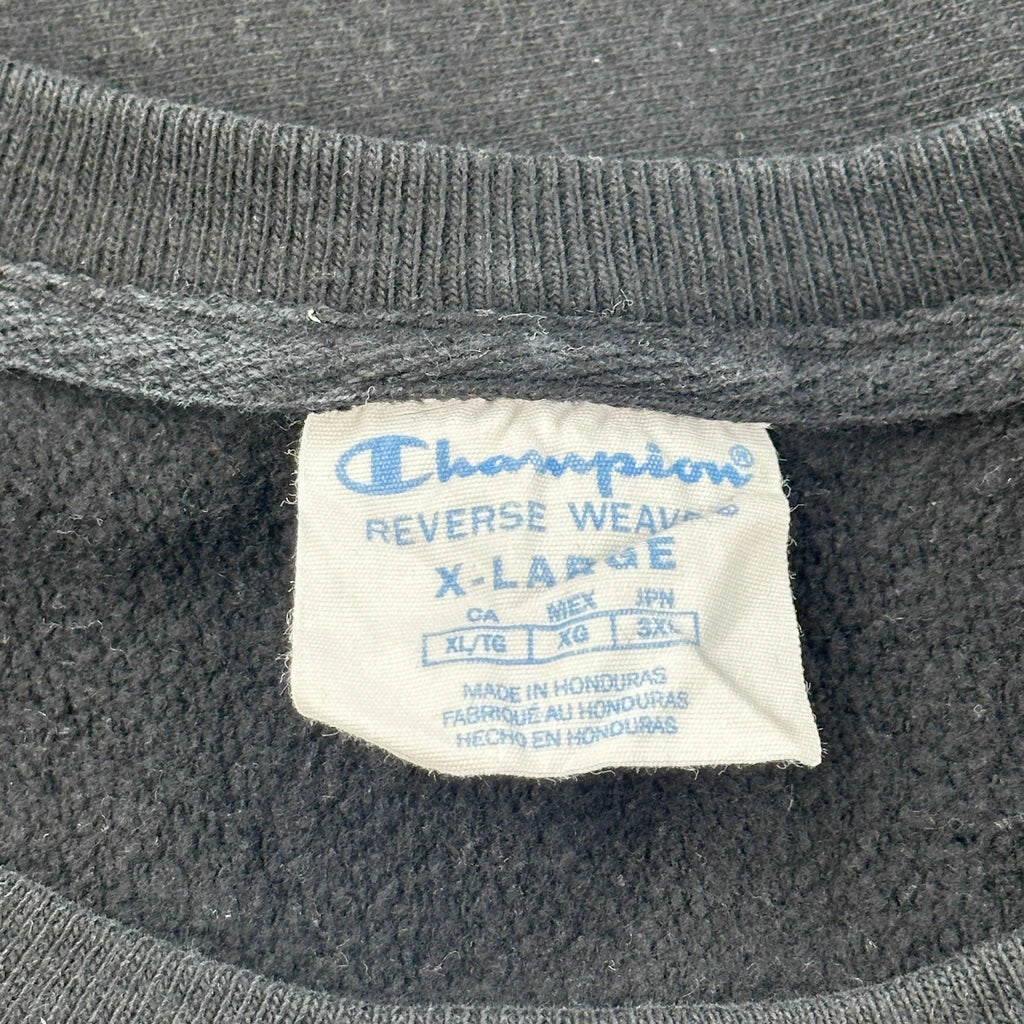 Champion®
REVERSE WEAVE®
X-LARGE
CA MEX JPN
XL/TG XG 3XL
MADE IN HONDURAS
FABRIQUÉ AU HONDURAS
HECHO EN HONDURAS